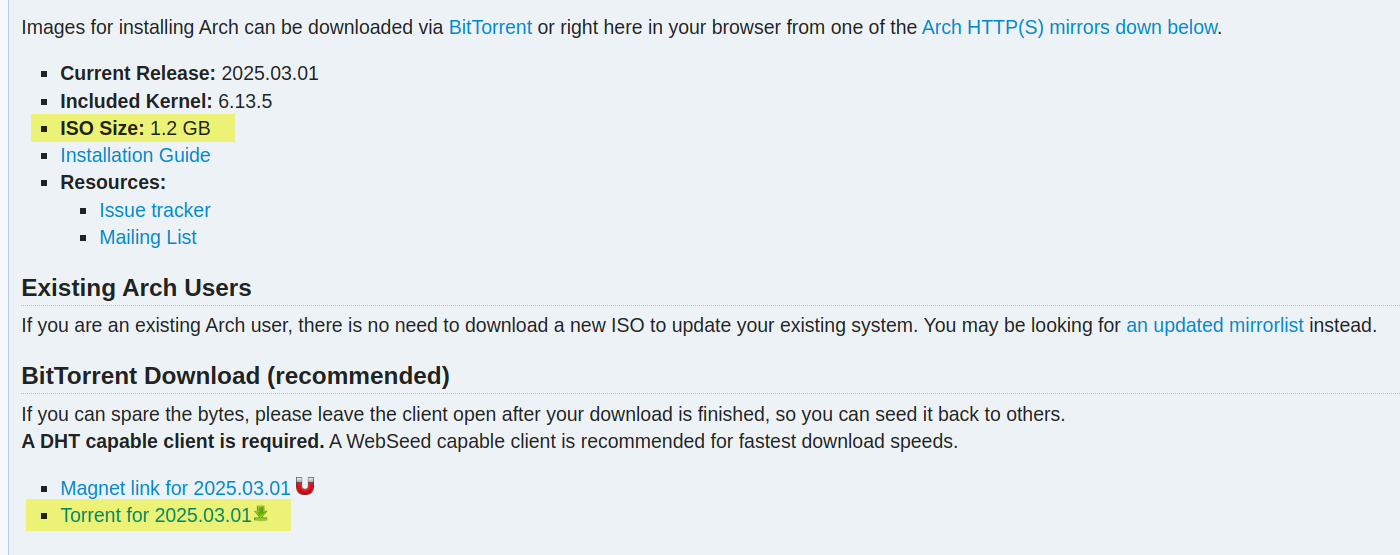 Images for installing Arch can be downloaded via BitTorrent or right here in your browser from one of the Arch HTTP(S) mirrors down below.
Current Release: 2025.03.01
Included Kernel: 6.13.5
ISO Size: 1.2 GB
Installation Guide
Resources:
Issue tracker
Mailing List
Existing Arch Users
If you are an existing Arch user, there is no need to download a new ISO to update your existing system. You may be looking for an updated mirrorlist instead.
BitTorrent Download (recommended)
If you can spare the bytes, please leave the client open after your download is finished, so you can seed it back to others.
A DHT capable client is required. A WebSeed capable client is recommended for fastest download speeds.
Magnet link for 2025.03.01
Torrent for 2025.03.01